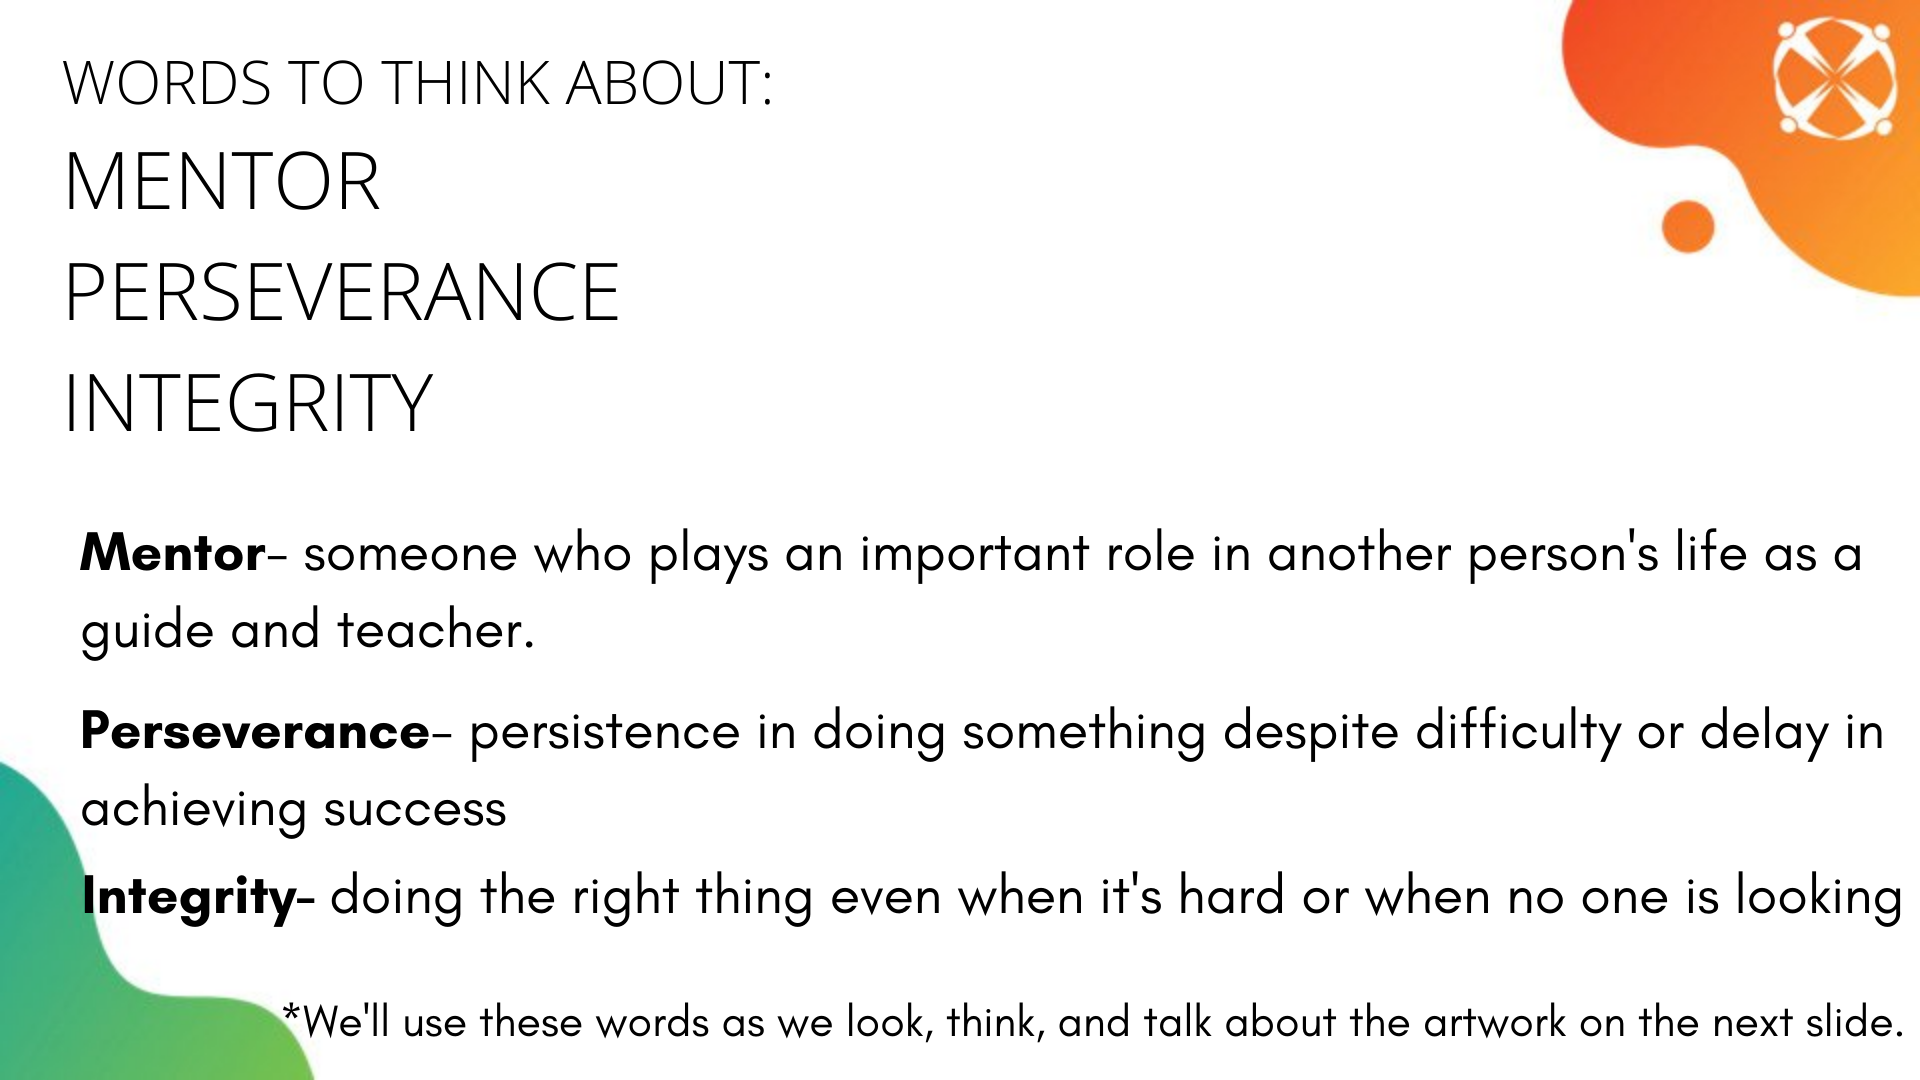 WORDS TO THINK ABOUT:
MENTOR
PERSEVERANCE
INTEGRITY
Mentor- someone who plays an important role in another person's life as a
guide and teacher.
Perseverance- persistence in doing something despite difficulty or delay in
achieving success
Integrity- doing the right thing even when it's hard or when no one is looking
*We'll use these words as we look, think, and talk about the artwork on the next slide.